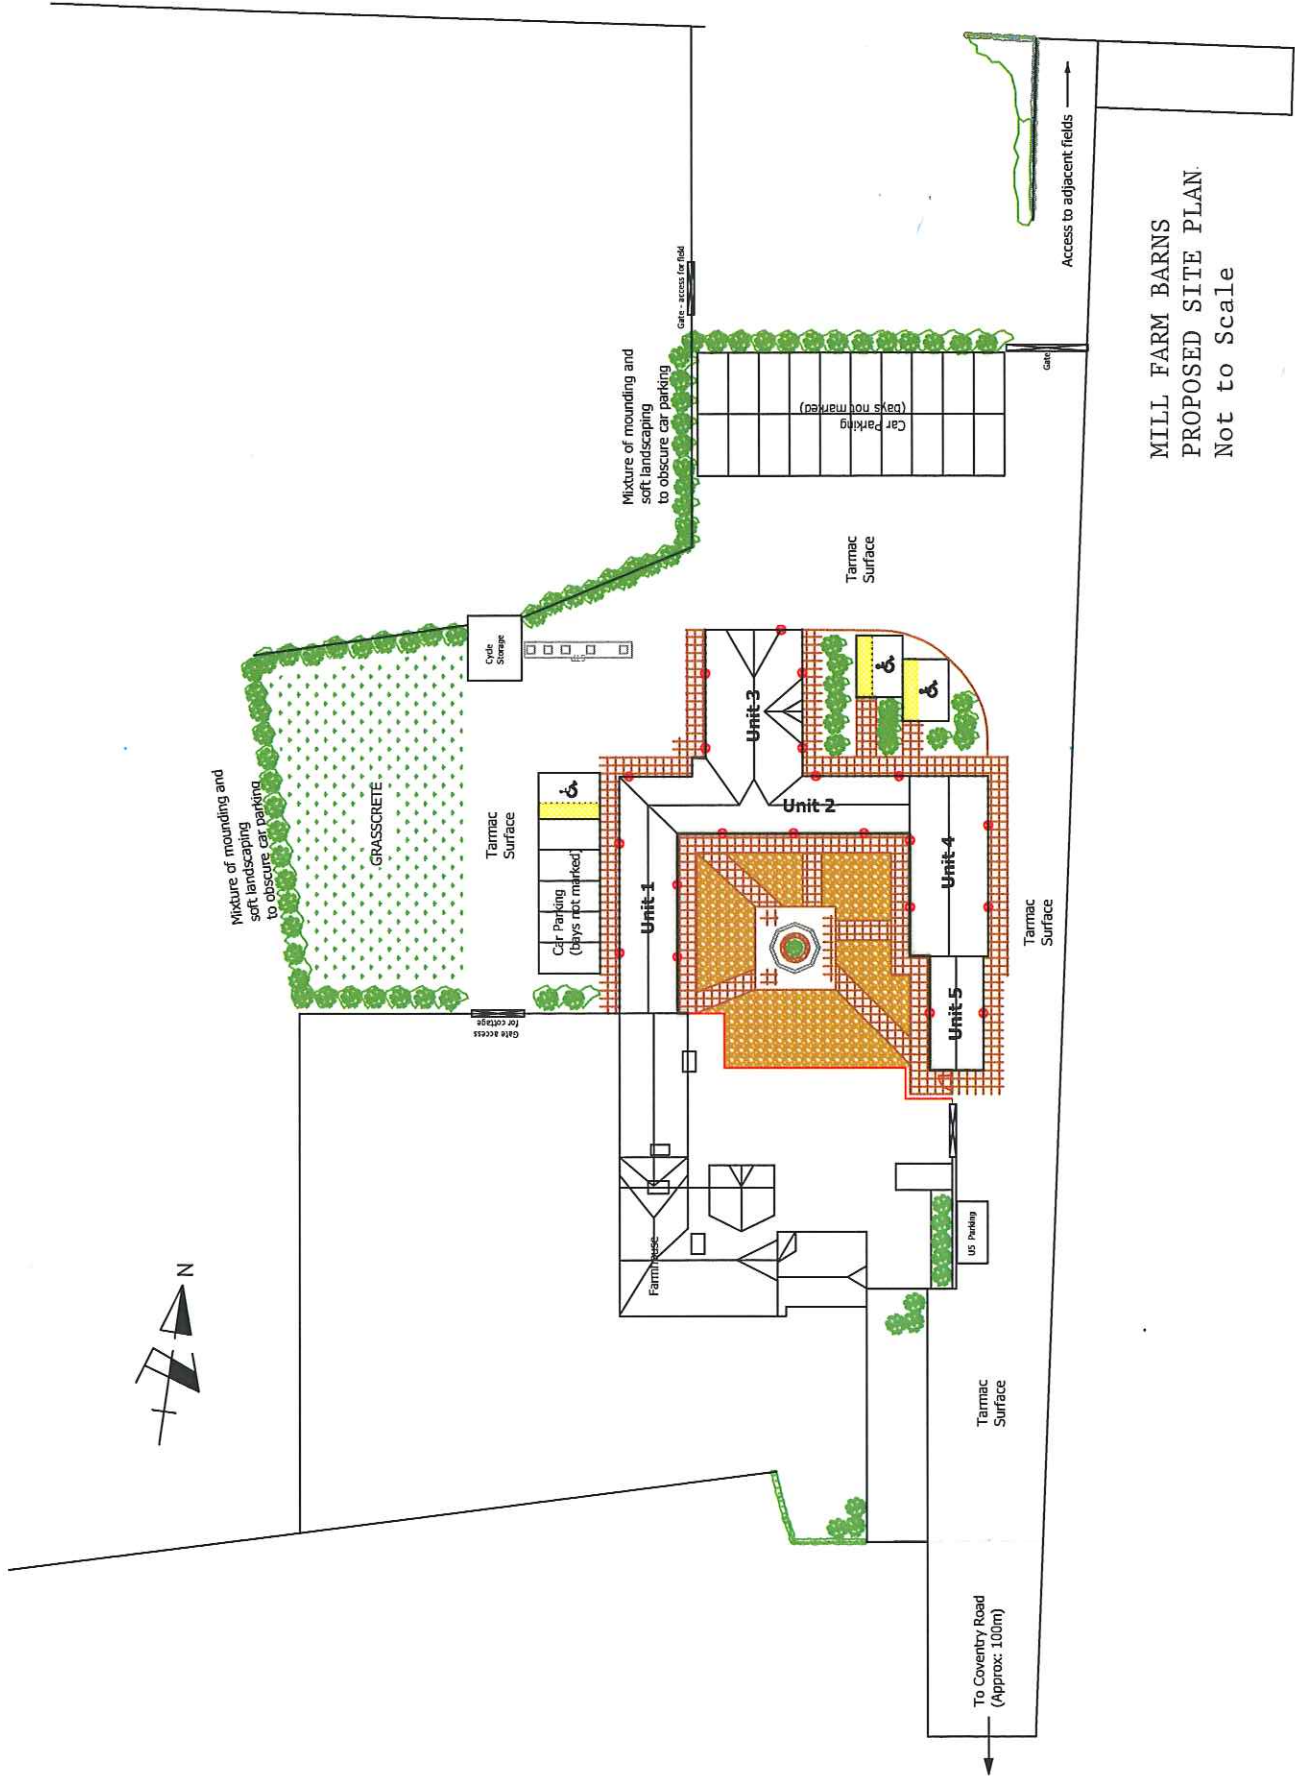 MILL FARM BARNS
PROPOSED SITE PLAN
Not to Scale
N
Mixture of mounding and
soft landscaping
to obscure car parking
GRASSCRETE
Tarmac
Surface
Cycle
Storage
Car Parking
(bays not marked)
Gate access
for cottage
Mixture of mounding and
soft landscaping
to obscure car parking
Gate - access for field
Car Parking
(bays not marked)
Gate
Access to adjacent fields
Tarmac
Surface
Unit 1
Unit 2
Unit 3
Unit 4
Unit 5
Farmhouse
Tarmac
Surface
US Parking
Tarmac
Surface
To Coventry Road
(Approx: 100m)